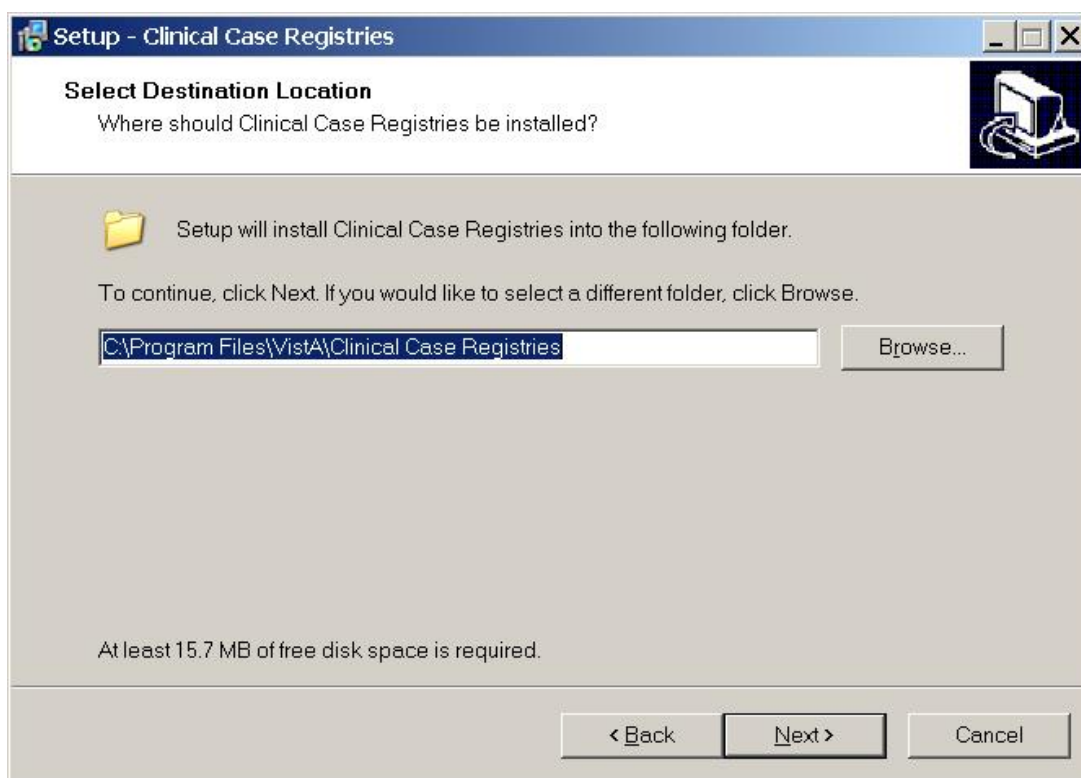 Setup - Clinical Case Registries
Select Destination Location
Where should Clinical Case Registries be installed?
Setup will install Clinical Case Registries into the following folder.
To continue, click Next. If you would like to select a different folder, click Browse.
C:\Program Files\VistA\Clinical Case Registries
Browse...
At least 15.7 MB of free disk space is required.
< Back
Next >
Cancel